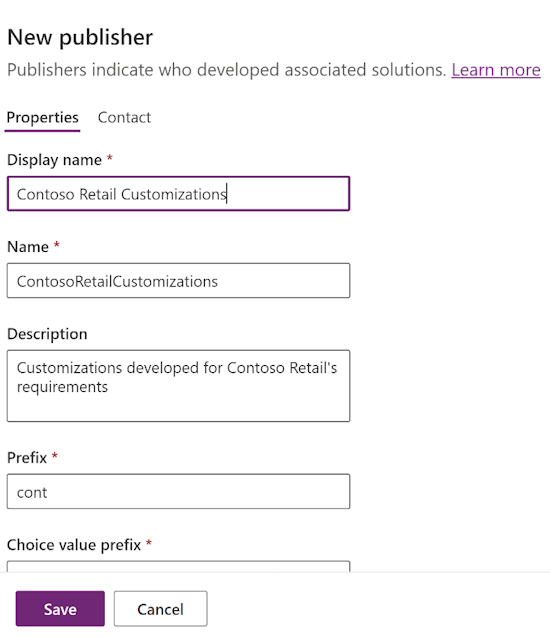 New publisher
Publishers indicate who developed associated solutions. Learn more
Properties Contact
Display name *
Contoso Retail Customizations
Name *
ContosoRetailCustomizations
Description
Customizations developed for Contoso Retail's
requirements
Prefix *
cont
Choice value prefix *
Save Cancel